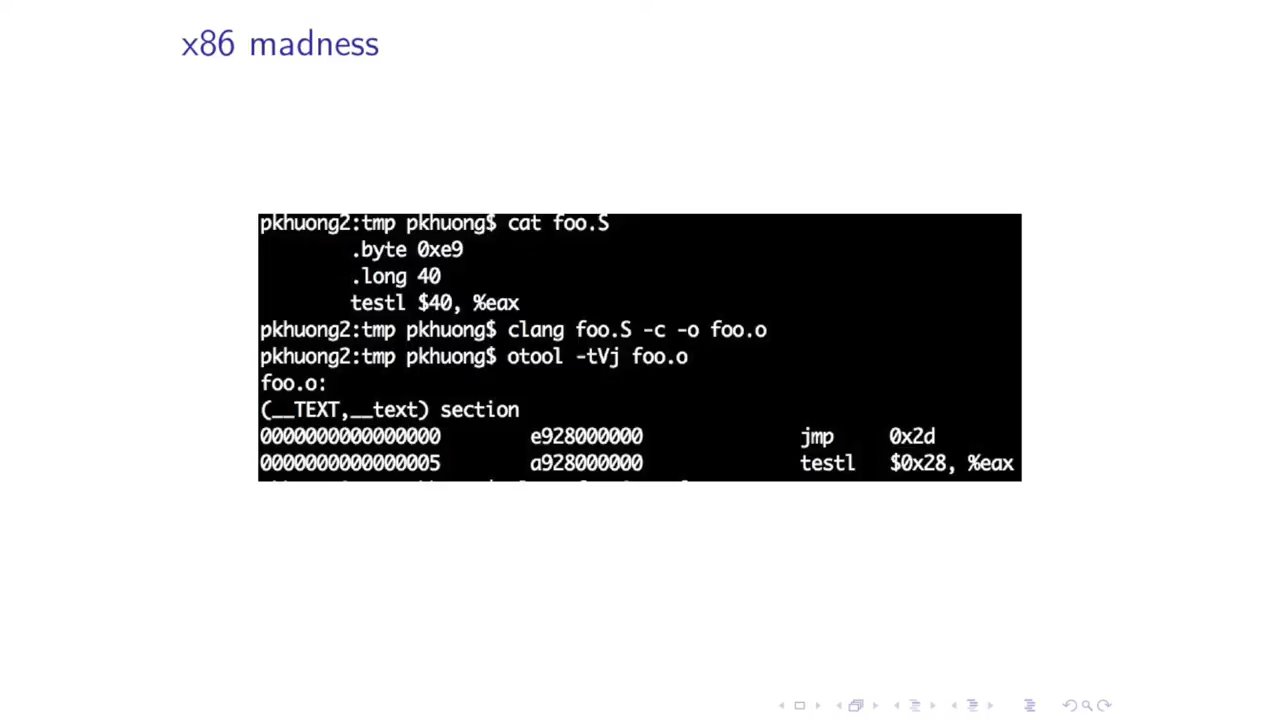 x86 madness
pkhuong2:tmp pkhuong$ cat foo.S
.byte 0xe9
.long 40
testl $40, %eax
pkhuong2:tmp pkhuong$ clang foo.S -c -o foo.o
pkhuong2:tmp pkhuong$ otool -tVj foo.o
foo.o:
(__TEXT,__text) section
0000000000000000 e928000000 jmp 0x2d
0000000000000005 a928000000 testl $0x28, %eax